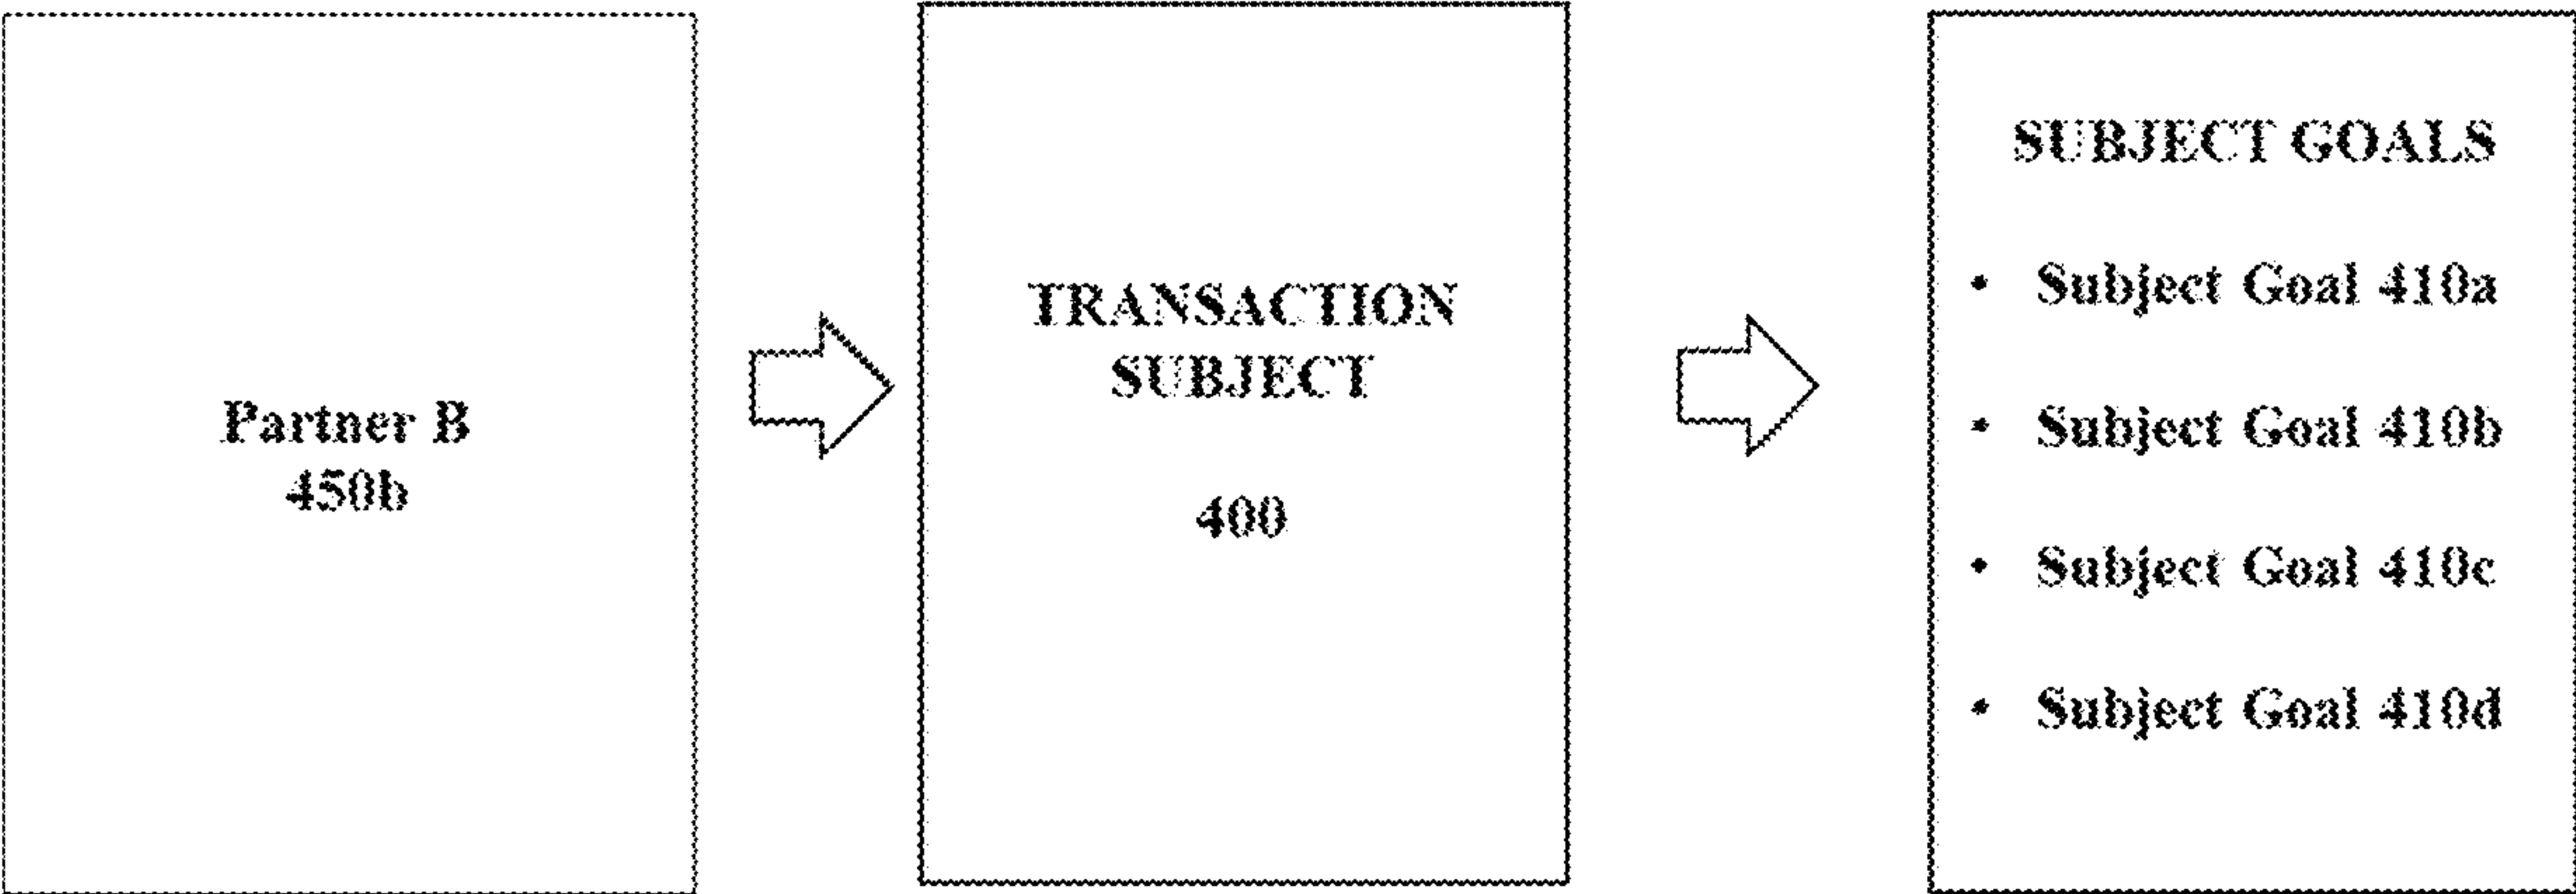 Partner B
450b
TRANSACTION
SUBJECT
400
SUBJECT GOALS
• Subject Goal 410a
• Subject Goal 410b
• Subject Goal 410c
• Subject Goal 410d